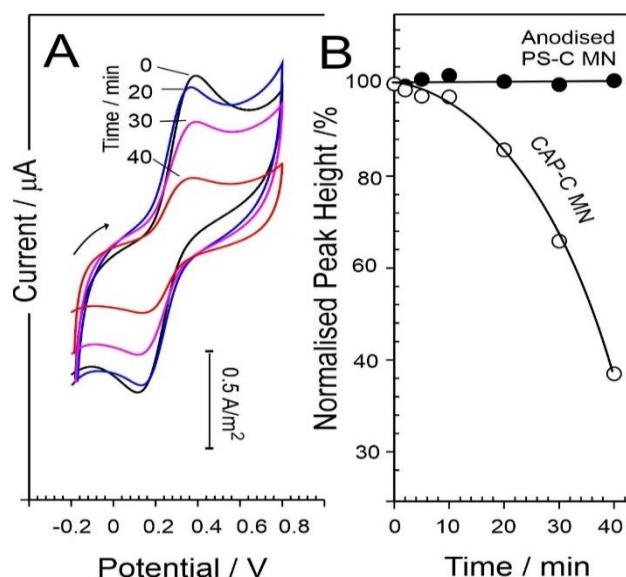 A
Time / min
0
20
30
40
Current / μA
0.5 A/m²
-0.2 0 0.2 0.4 0.6 0.8
Potential / V
B
Anodised
PS-C MN
CAP-C MN
Normalised Peak Height /%
100
80
60
40
30
0 10 20 30 40
Time / min